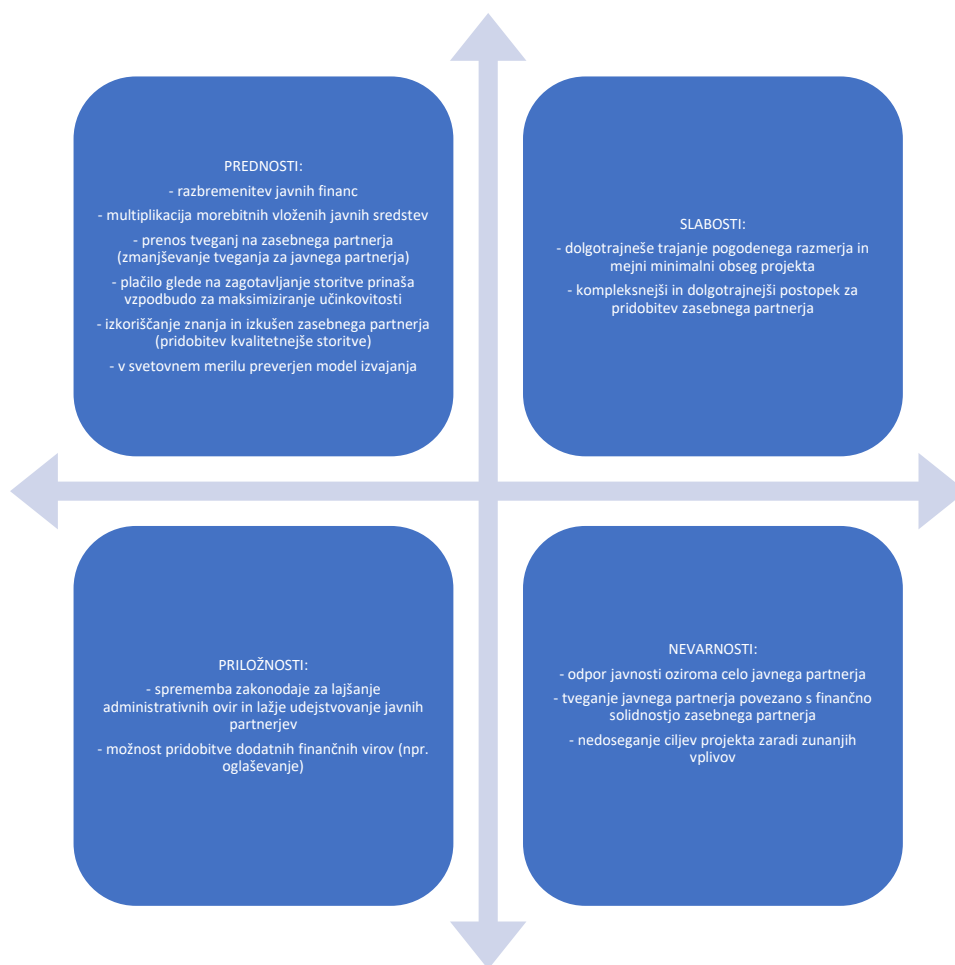 PREDNOSTI:
- razbremenitev javnih financ
- multiplikacija morebitnih vloženih javnih sredstev
- prenos tveganj na zasebnega partnerja
(zmanjševanje tveganja za javnega partnerja)
- plačilo glede na zagotavljanje storitve prinaša
vzpodbudo za maksimiziranje učinkovitosti
- izkoriščanje znanja in izkušen zasebnega partnerja
(pridobitev kvalitetnejše storitve)
- v svetovnem merilu preverjen model izvajanja
SLABOSTI:
- dolgotrajneše trajanje pogodenega razmerja in
mejni minimalni obseg projekta
- kompleksnejši in dolgotrajnejši postopek za
pridobitev zasebnega partnerja
PRILOŽNOSTI:
- sprememba zakonodaje za lajšanje
administrativnih ovir in lažje udejstvovanje javnih
partnerjev
- možnost pridobitve dodatnih finančnih virov (npr.
oglaševanje)
NEVARNOSTI:
- odpor javnosti oziroma celo javnega partnerja
- tveganje javnega partnerja povezano s finančno
solidnostjo zasebnega partnerja
- nedoseganje ciljev projekta zaradi zunanjih
vplivov